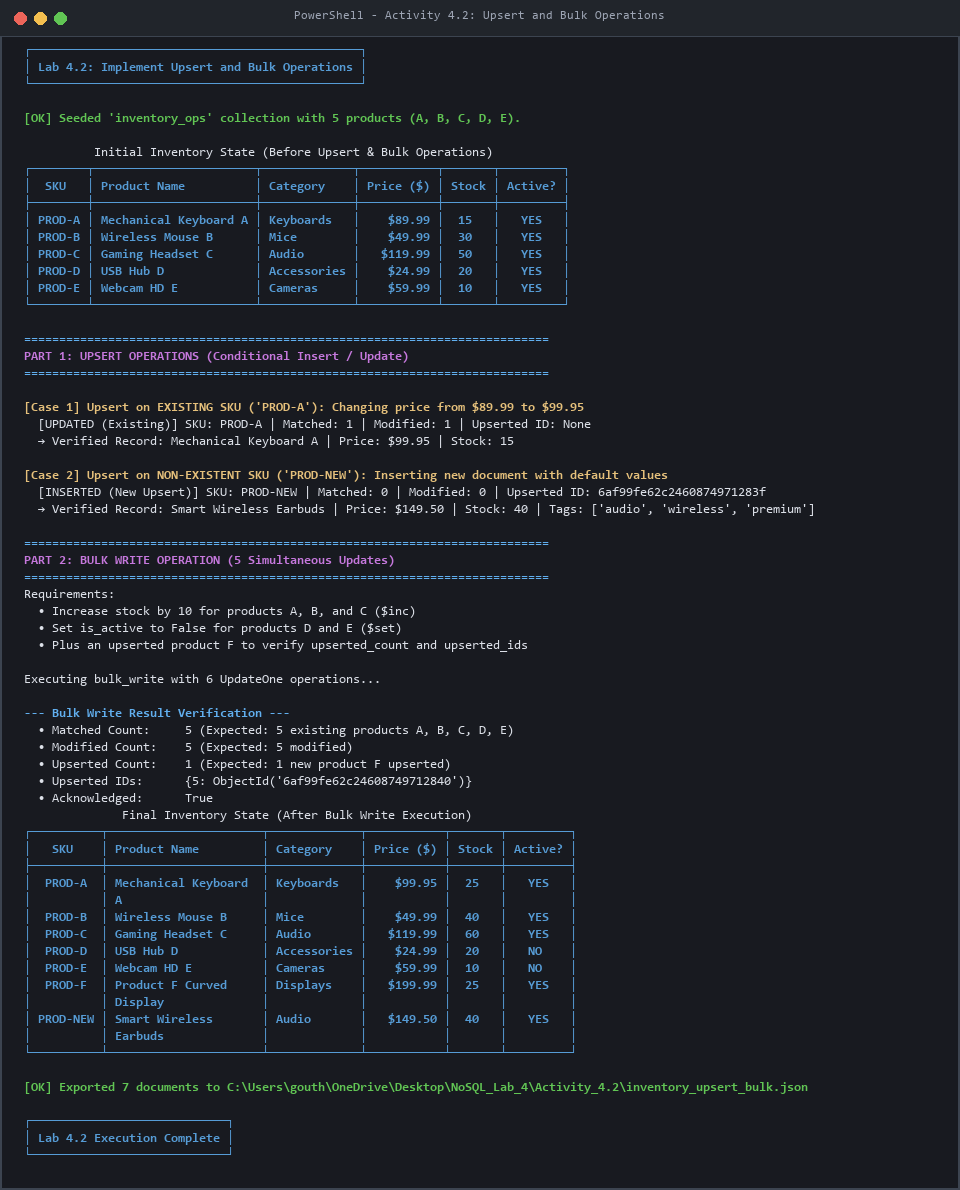 PowerShell - Activity 4.2: Upsert and Bulk Operations
Lab 4.2: Implement Upsert and Bulk Operations
[OK] Seeded 'inventory_ops' collection with 5 products (A, B, C, D, E).
Initial Inventory State (Before Upsert & Bulk Operations)
SKU | Product Name | Category | Price ($) | Stock | Active?
PROD-A | Mechanical Keyboard A | Keyboards | $89.99 | 15 | YES
PROD-B | Wireless Mouse B | Mice | $49.99 | 30 | YES
PROD-C | Gaming Headset C | Audio | $119.99 | 50 | YES
PROD-D | USB Hub D | Accessories | $24.99 | 20 | YES
PROD-E | Webcam HD E | Cameras | $59.99 | 10 | YES
===========================================================================
PART 1: UPSERT OPERATIONS (Conditional Insert / Update)
===========================================================================
[Case 1] Upsert on EXISTING SKU ('PROD-A'): Changing price from $89.99 to $99.95
[UPDATED (Existing)] SKU: PROD-A | Matched: 1 | Modified: 1 | Upserted ID: None
→ Verified Record: Mechanical Keyboard A | Price: $99.95 | Stock: 15
[Case 2] Upsert on NON-EXISTENT SKU ('PROD-NEW'): Inserting new document with default values
[INSERTED (New Upsert)] SKU: PROD-NEW | Matched: 0 | Modified: 0 | Upserted ID: 6af99fe62c2460874971283f
→ Verified Record: Smart Wireless Earbuds | Price: $149.50 | Stock: 40 | Tags: ['audio', 'wireless', 'premium']
===========================================================================
PART 2: BULK WRITE OPERATION (5 Simultaneous Updates)
===========================================================================
Requirements:
• Increase stock by 10 for products A, B, and C ($inc)
• Set is_active to False for products D and E ($set)
• Plus an upserted product F to verify upserted_count and upserted_ids
Executing bulk_write with 6 UpdateOne operations...
--- Bulk Write Result Verification ---
• Matched Count: 5 (Expected: 5 existing products A, B, C, D, E)
• Modified Count: 5 (Expected: 5 modified)
• Upserted Count: 1 (Expected: 1 new product F upserted)
• Upserted IDs: {5: ObjectId('6af99fe62c24608749712840')}
• Acknowledged: True
Final Inventory State (After Bulk Write Execution)
SKU | Product Name | Category | Price ($) | Stock | Active?
PROD-A | Mechanical Keyboard | Keyboards | $99.95 | 25 | YES
A
PROD-B | Wireless Mouse B | Mice | $49.99 | 40 | YES
PROD-C | Gaming Headset C | Audio | $119.99 | 60 | YES
PROD-D | USB Hub D | Accessories | $24.99 | 20 | NO
PROD-E | Webcam HD E | Cameras | $59.99 | 10 | NO
PROD-F | Product F Curved | Displays | $199.99 | 25 | YES
Display
PROD-NEW | Smart Wireless | Audio | $149.50 | 40 | YES
Earbuds
[OK] Exported 7 documents to C:\Users\gouth\OneDrive\Desktop\NoSQL_Lab_4\Activity_4.2\inventory_upsert_bulk.json
Lab 4.2 Execution Complete